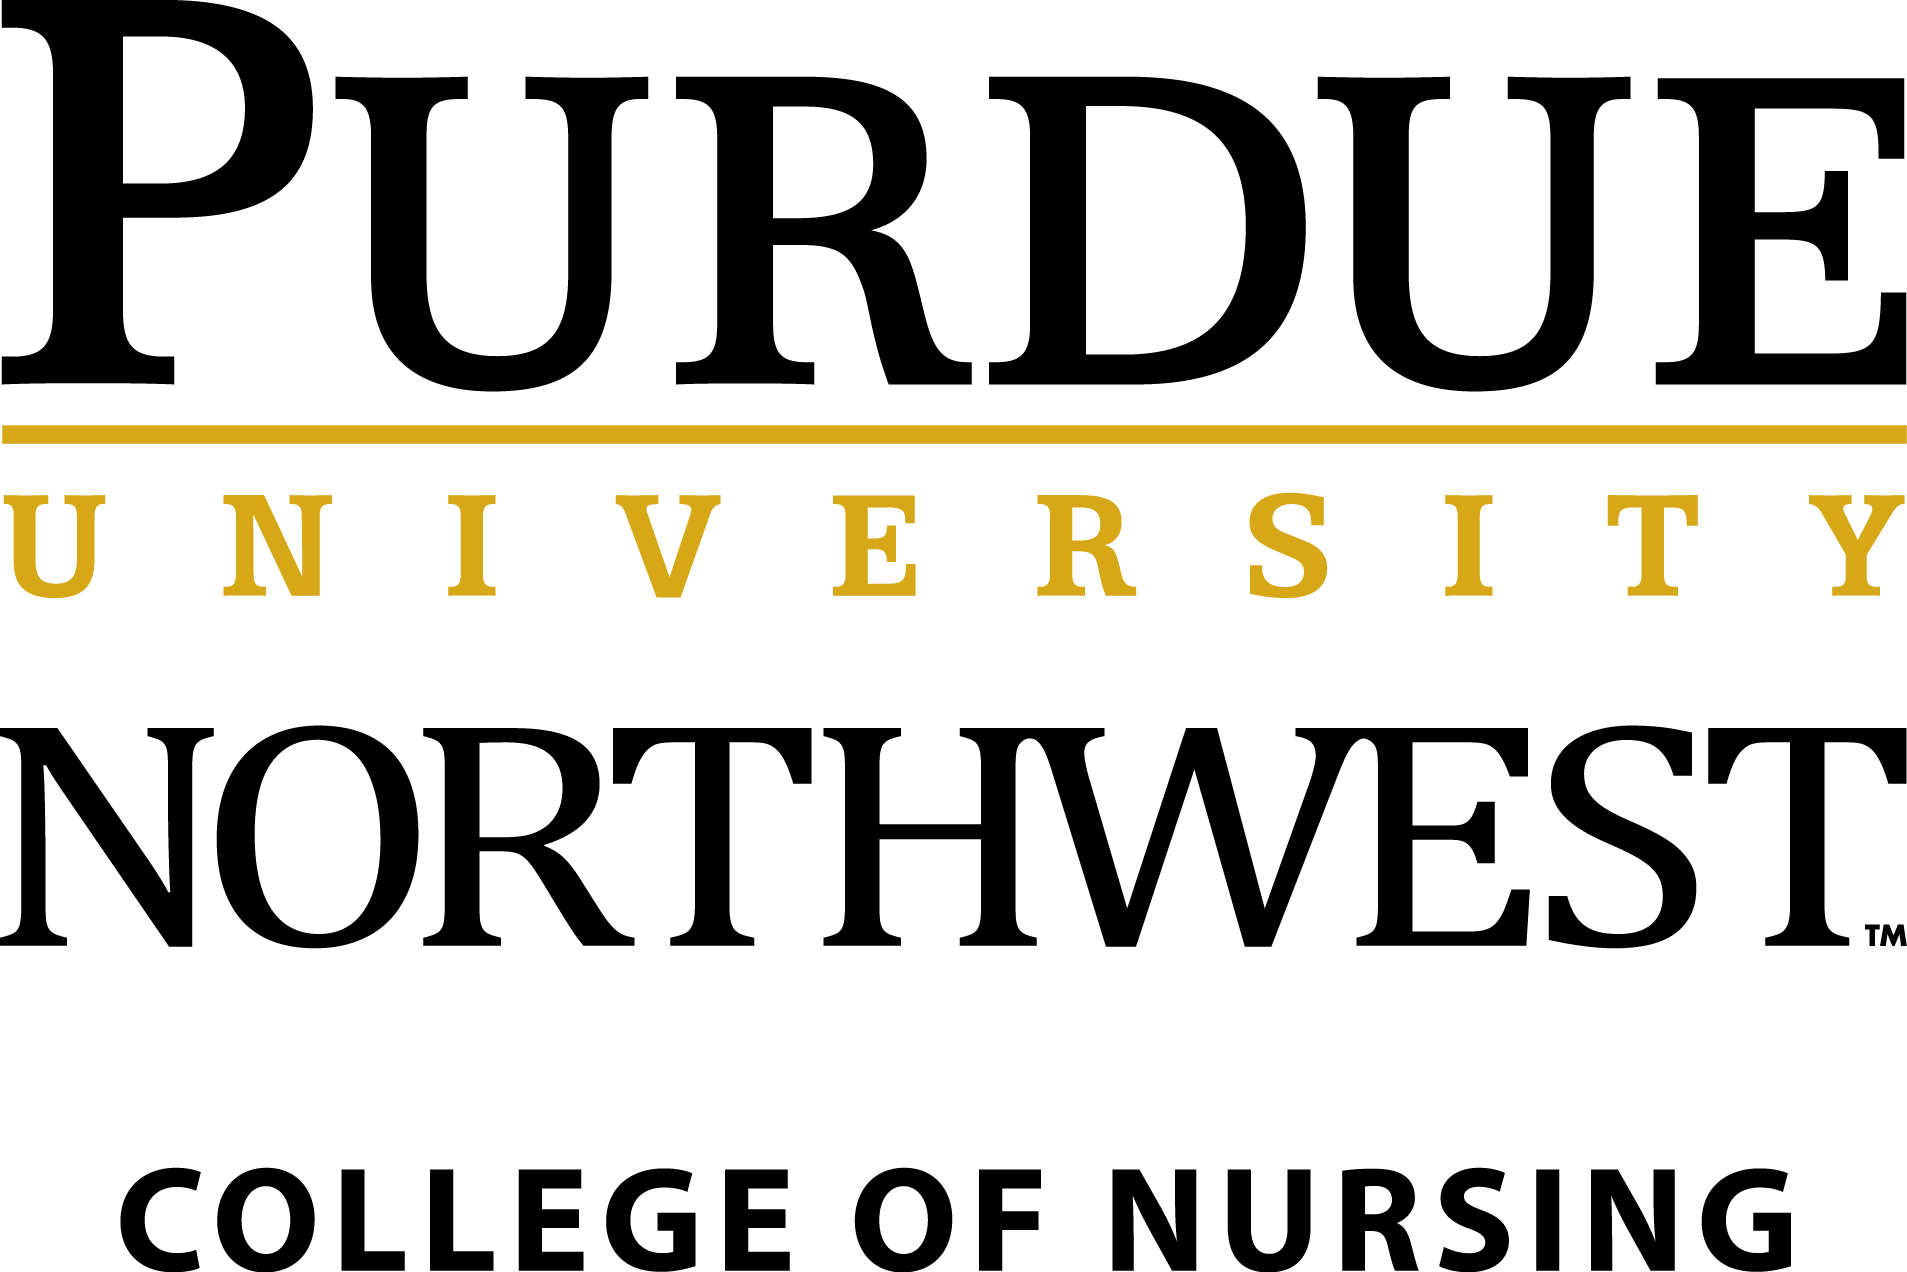 PURDUE
UNIVERSITY
NORTHWEST™
COLLEGE OF NURSING